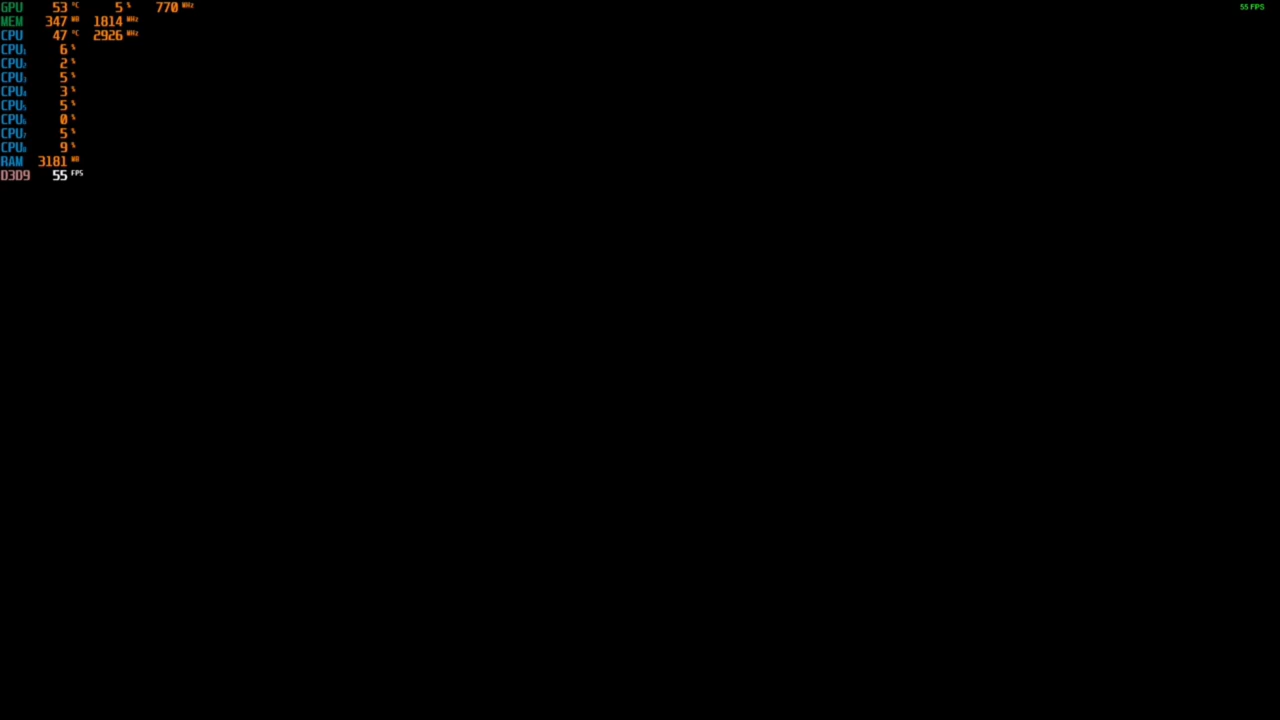 GPU 53 °C 5 % 770 MHz
55 FPS
MEM 347 MB 1814 MHz
CPU 47 °C 2926 MHz
CPU1 6 %
CPU2 2 %
CPU3 5 %
CPU4 3 %
CPU5 5 %
CPU6 0 %
CPU7 5 %
CPU8 9 %
RAM 3181 MB
D3D9 55 FPS